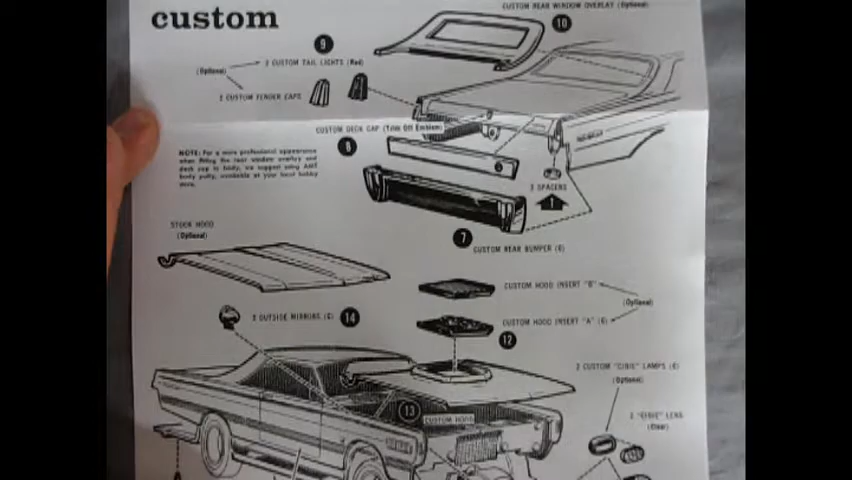 custom
CUSTOM REAR WINDOW OVERLAY (Optional)
10
9
2 CUSTOM TAIL LIGHTS (Red)
(Optional)
2 CUSTOM FENDER CAPS
CUSTOM DECK CAP (Trim Off Emblem)
8
NOTE: For a more professional appearance
when fitting the rear window overlay and
deck cap to body, we suggest using AMT
body putty, available at your local hobby
store.
2 SPACERS
7
CUSTOM REAR BUMPER (C)
STOCK HOOD
(Optional)
CUSTOM HOOD INSERT "B"
(Optional)
CUSTOM HOOD INSERT "A" (C)
12
2 OUTSIDE MIRRORS (C)
14
2 CUSTOM "CIBIE" LAMPS (C)
(Optional)
13
CUSTOM HOOD
2 "CIBIE" LENS
(Clear)